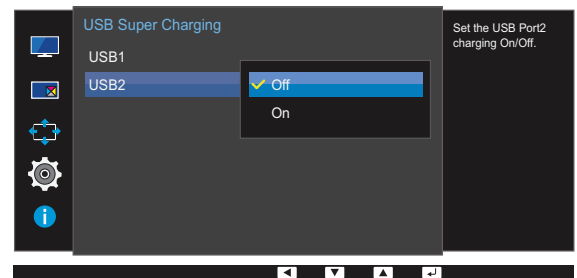 USB Super Charging
USB1
USB2
Off
On
Set the USB Port2
charging On/Off.